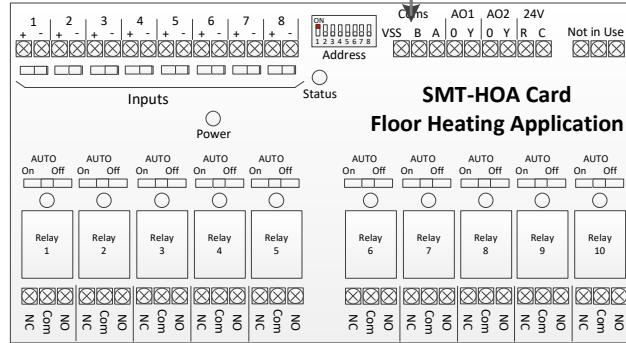 1 2 3 4 5 6 7 8
+ - + - + - + - + - + - + - + -
ON
1 2 3 4 5 6 7 8
Address
Coms AO1 AO2 24V
VSS B A 0 Y 0 Y R C
Not in Use
Inputs
Status
Power
SMT-HOA Card
Floor Heating Application
AUTO AUTO AUTO AUTO AUTO AUTO AUTO AUTO AUTO AUTO
On Off On Off On Off On Off On Off On Off On Off On Off On Off On Off
Relay Relay Relay Relay Relay Relay Relay Relay Relay Relay
1 2 3 4 5 6 7 8 9 10
NC Com NO NC Com NO NC Com NO NC Com NO NC Com NO NC Com NO NC Com NO NC Com NO NC Com NO NC Com NO